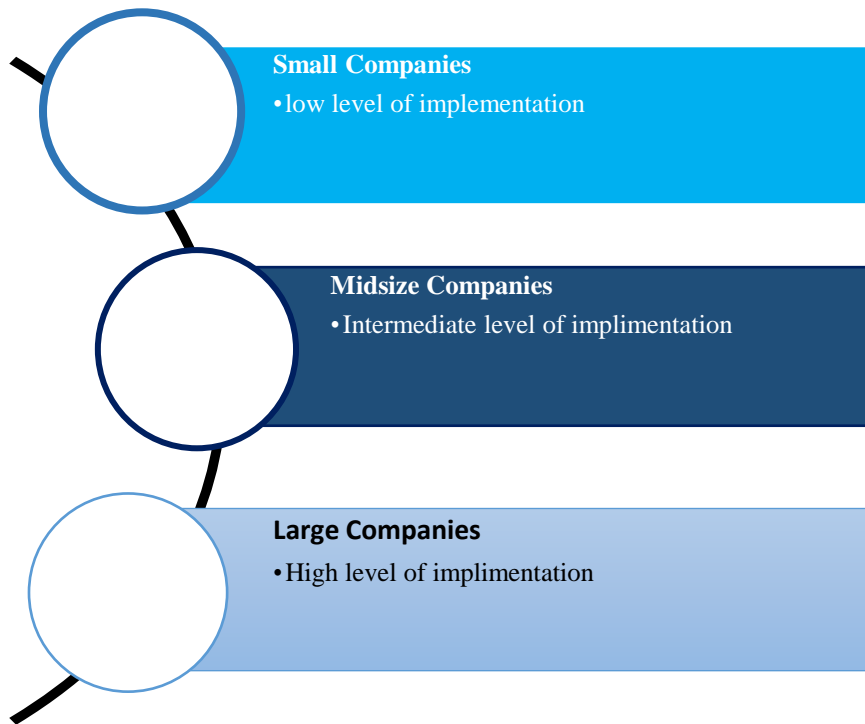 Small Companies
•low level of implementation
Midsize Companies
•Intermediate level of implimentation
Large Companies
•High level of implimentation